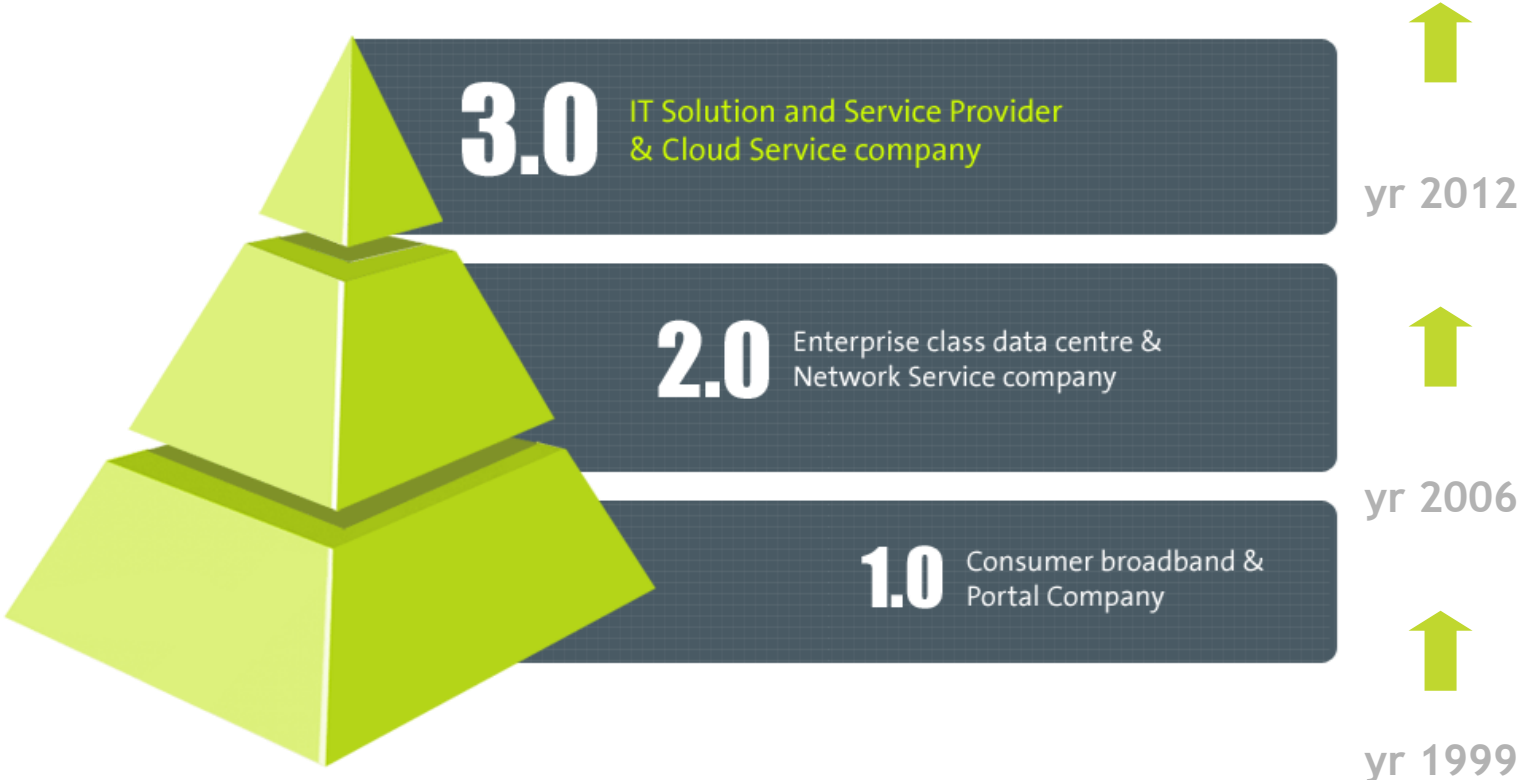 3.0
IT Solution and Service Provider
& Cloud Service company
yr 2012
2.0
Enterprise class data centre &
Network Service company
yr 2006
1.0
Consumer broadband &
Portal Company
yr 1999